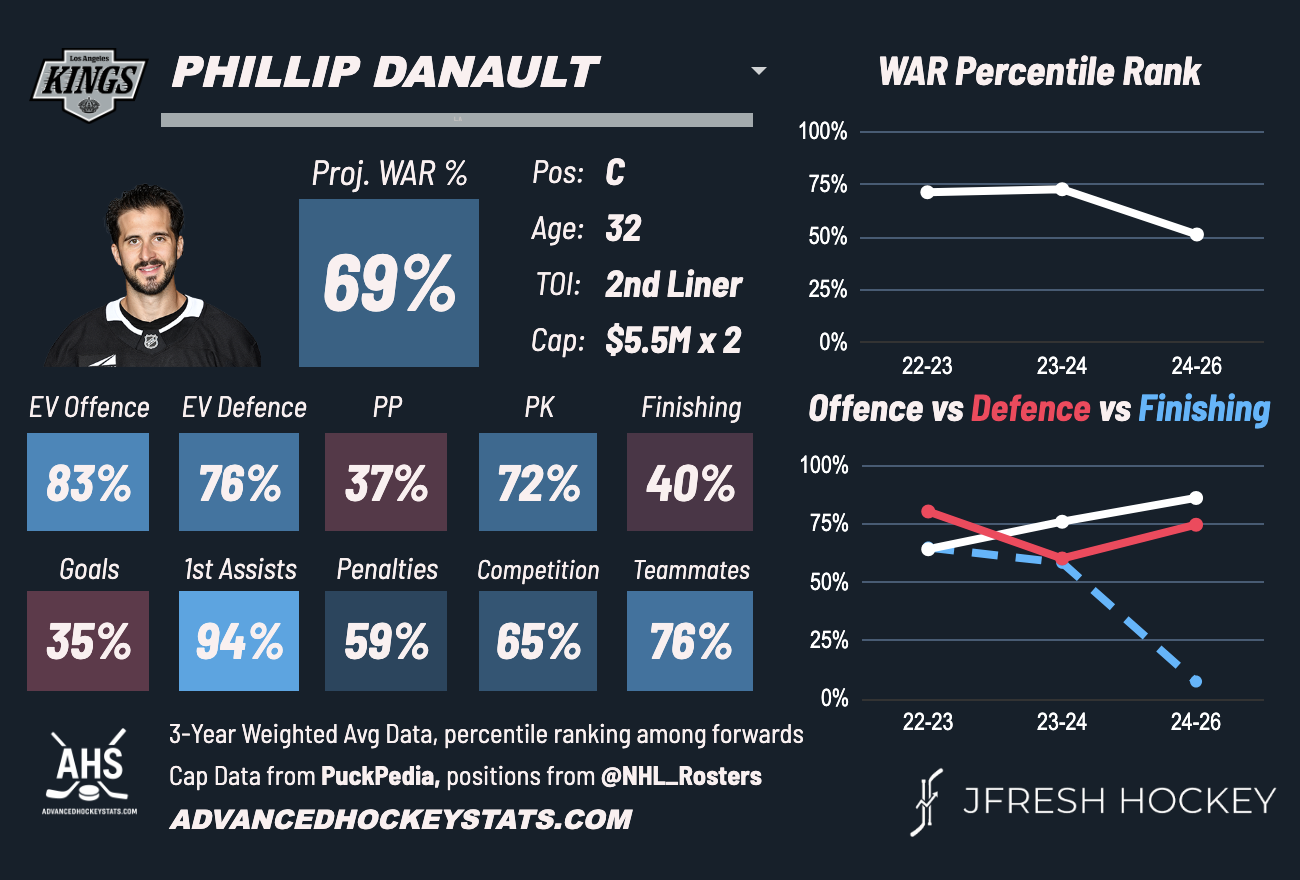 Los Angeles
KINGS
PHILLIP DANAULT
Proj. WAR %
69%
Pos: C
Age: 32
TOI: 2nd Liner
Cap: $5.5M x 2
EV Offence EV Defence PP PK Finishing
83% 76% 37% 72% 40%
Goals 1st Assists Penalties Competition Teammates
35% 94% 59% 65% 76%
WAR Percentile Rank
100%
75%
50%
25%
0%
22-23 23-24 24-26
Offence vs Defence vs Finishing
100%
75%
50%
25%
0%
22-23 23-24 24-26
AHS
ADVANCEDHOCKEYSTATS.COM
3-Year Weighted Avg Data, percentile ranking among forwards
Cap Data from PuckPedia, positions from @NHL_Rosters
ADVANCEDHOCKEYSTATS.COM
JFRESH HOCKEY